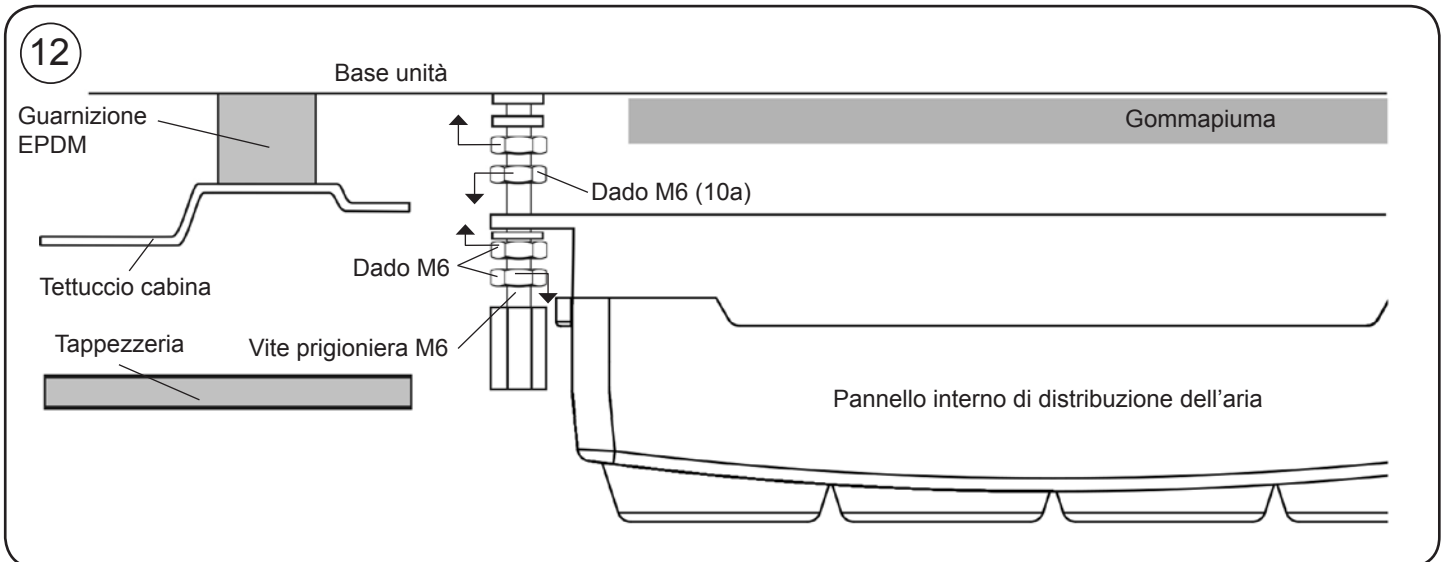 12
Base unità
Guarnizione
EPDM
Gommapiuma
Dado M6 (10a)
Dado M6
Tettuccio cabina
Tappezzeria
Vite prigioniera M6
Pannello interno di distribuzione dell'aria